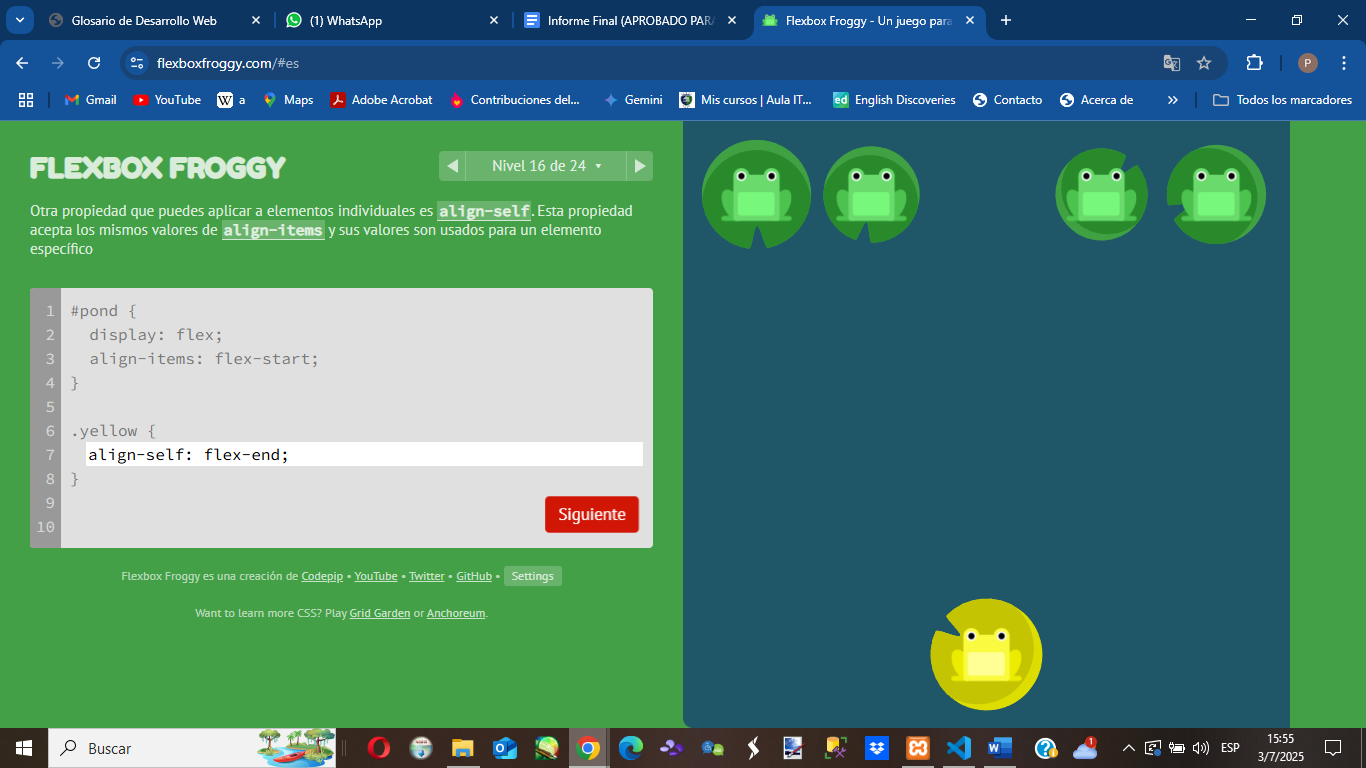 Glosario de Desarrollo Web
(1) WhatsApp
Informe Final (APROBADO PARA
Flexbox Froggy - Un juego para
flexboxfroggy.com/#es
Gmail
YouTube
W a
Maps
Adobe Acrobat
Contribuciones del...
Gemini
Mis cursos | Aula IT...
ed English Discoveries
Contacto
Acerca de
»
Todos los marcadores
P
FLEXBOX FROGGY
Nivel 16 de 24
Otra propiedad que puedes aplicar a elementos individuales es align-self. Esta propiedad
acepta los mismos valores de align-items y sus valores son usados para un elemento
específico
1 #pond {
2 display: flex;
3 align-items: flex-start;
4 }
5
6 .yellow {
7 align-self: flex-end;
8 }
9
10
Siguiente
Flexbox Froggy es una creación de Codepip • YouTube • Twitter • GitHub • Settings
Want to learn more CSS? Play Grid Garden or Anchoreum.
Buscar
1
ESP
15:55
3/7/2025